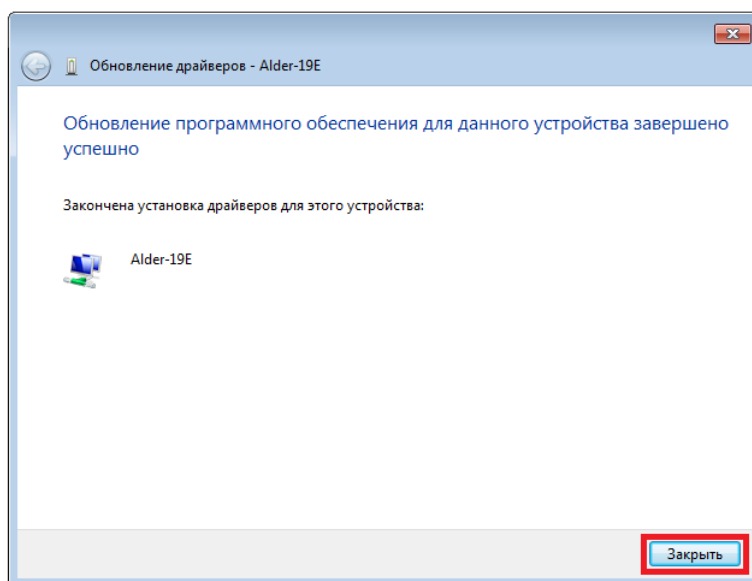 Обновление драйверов - Alder-19E
Обновление программного обеспечения для данного устройства завершено
успешно
Закончена установка драйверов для этого устройства:
Alder-19E
Закрыть